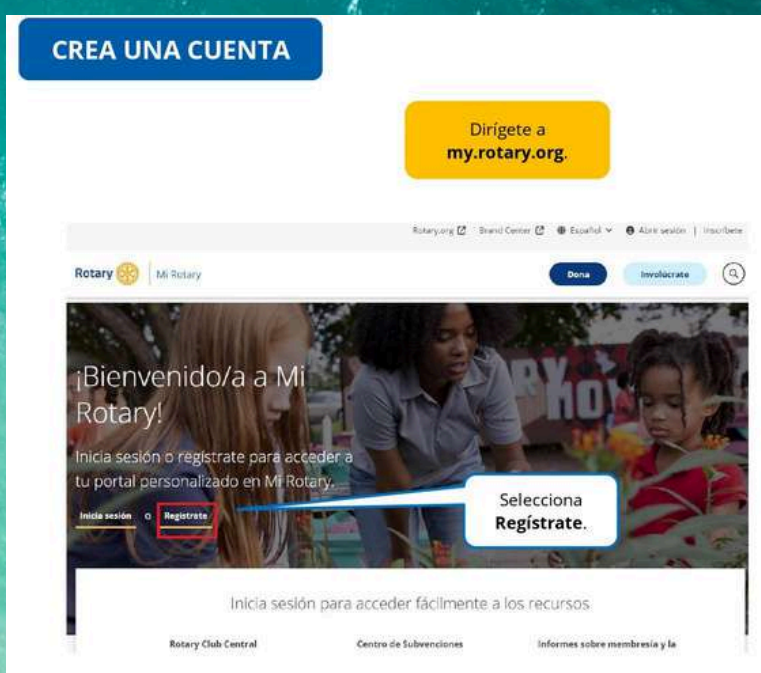 CREA UNA CUENTA
Dirígete a
my.rotary.org.
Rotary.org Brand Center Español Abrir sesión | Inscríbete
Rotary Mi Rotary Dona Involúcrate
¡Bienvenido/a a Mi
Rotary!
Inicia sesión o regístrate para acceder a
tu portal personalizado en Mi Rotary.
Inicia sesión o Regístrate
Selecciona
Regístrate.
Inicia sesión para acceder fácilmente a los recursos
Rotary Club Central Centro de Subvenciones Informes sobre membresía y la